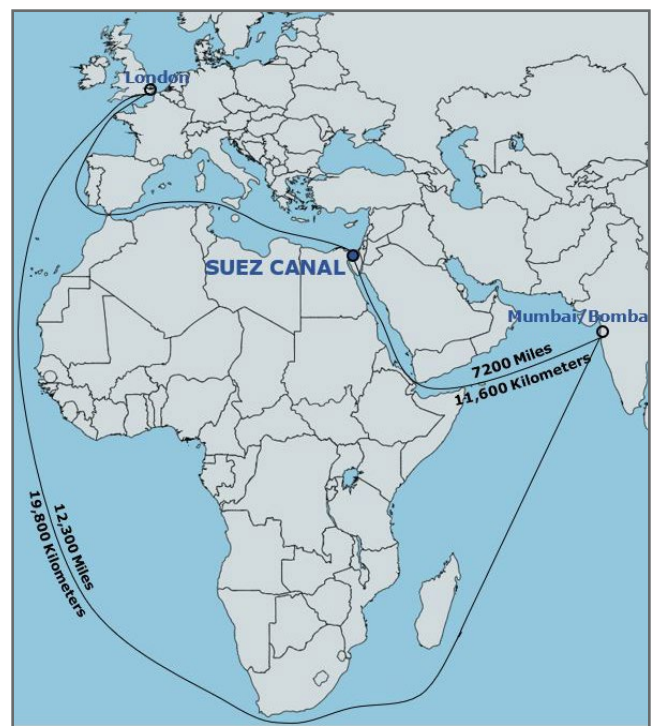 London
SUEZ CANAL
Mumbai/Bomba
7200 Miles
11,600 Kilometers
12,300 Miles
19,800 Kilometers